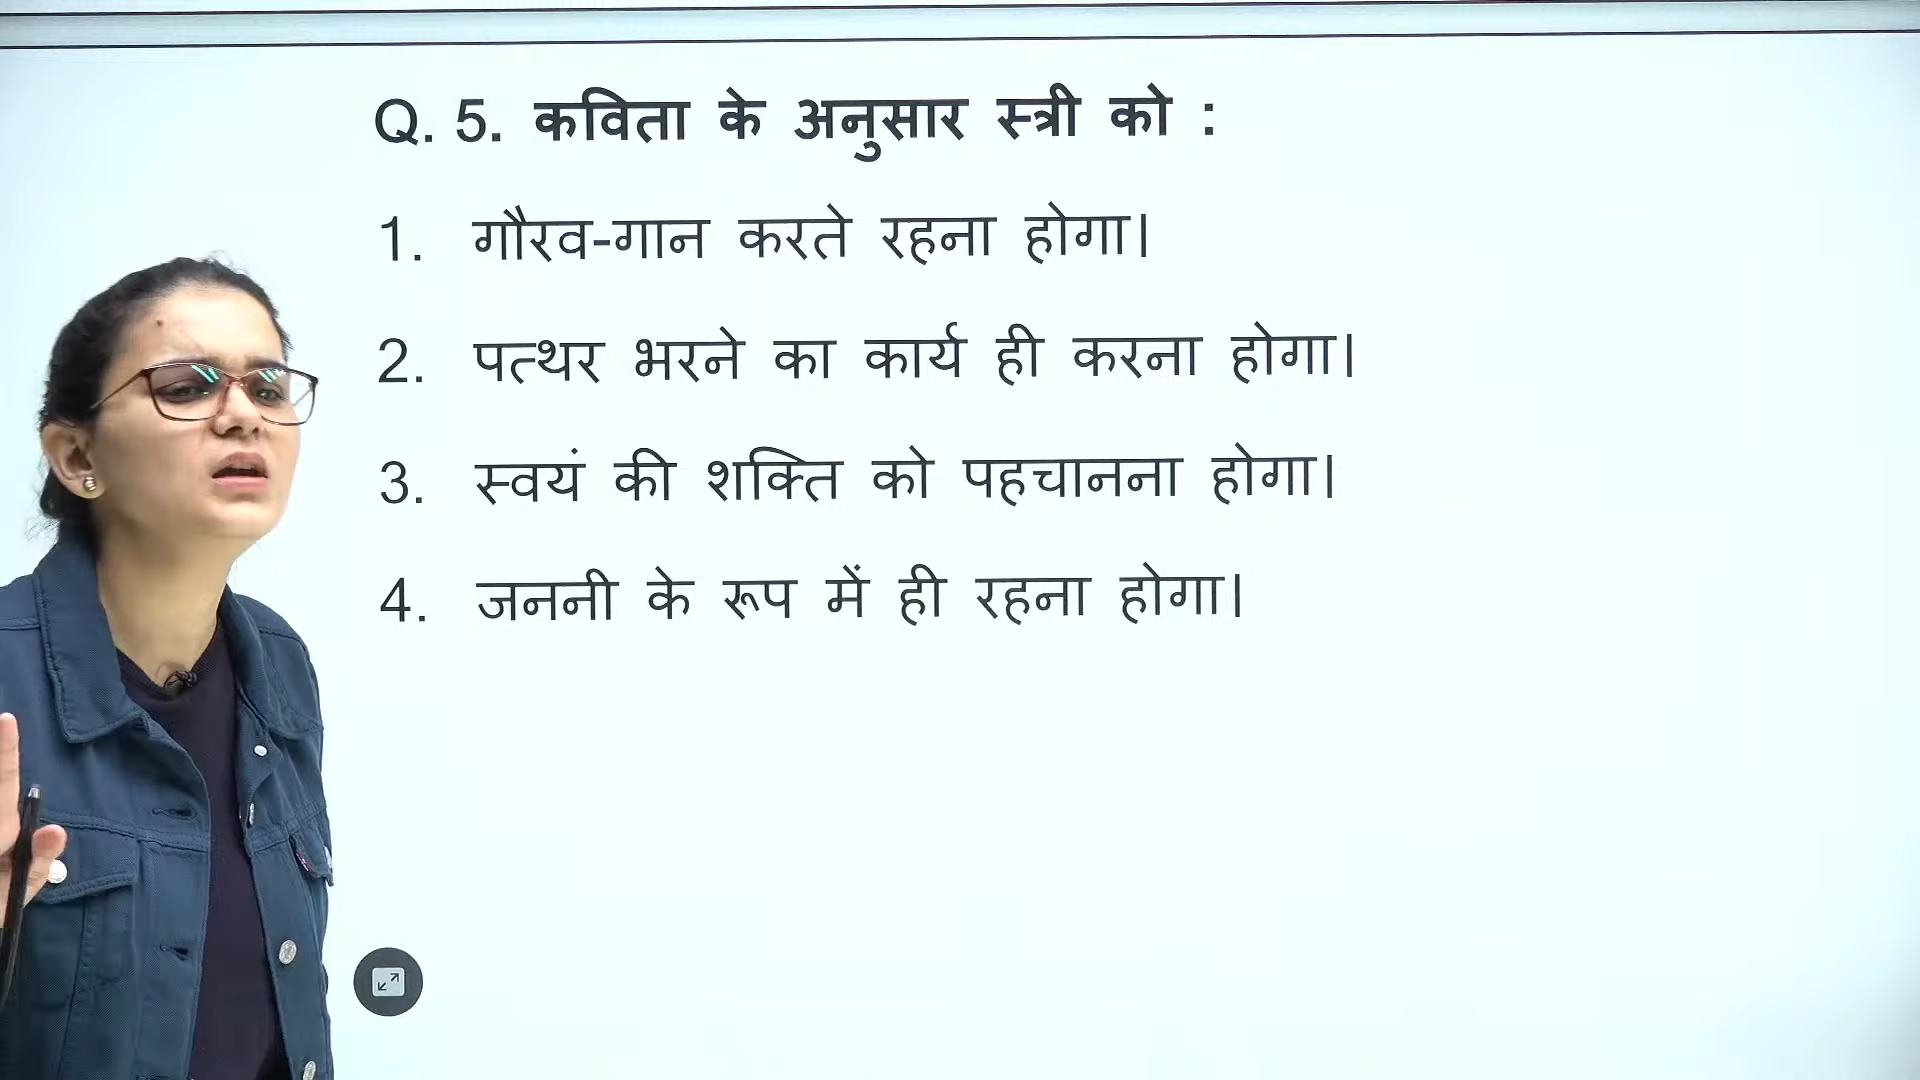 Q. 5. कविता के अनुसार स्त्री को :
1. गौरव-गान करते रहना होगा।
2. पत्थर भरने का कार्य ही करना होगा।
3. स्वयं की शक्ति को पहचानना होगा।
4. जननी के रूप में ही रहना होगा।